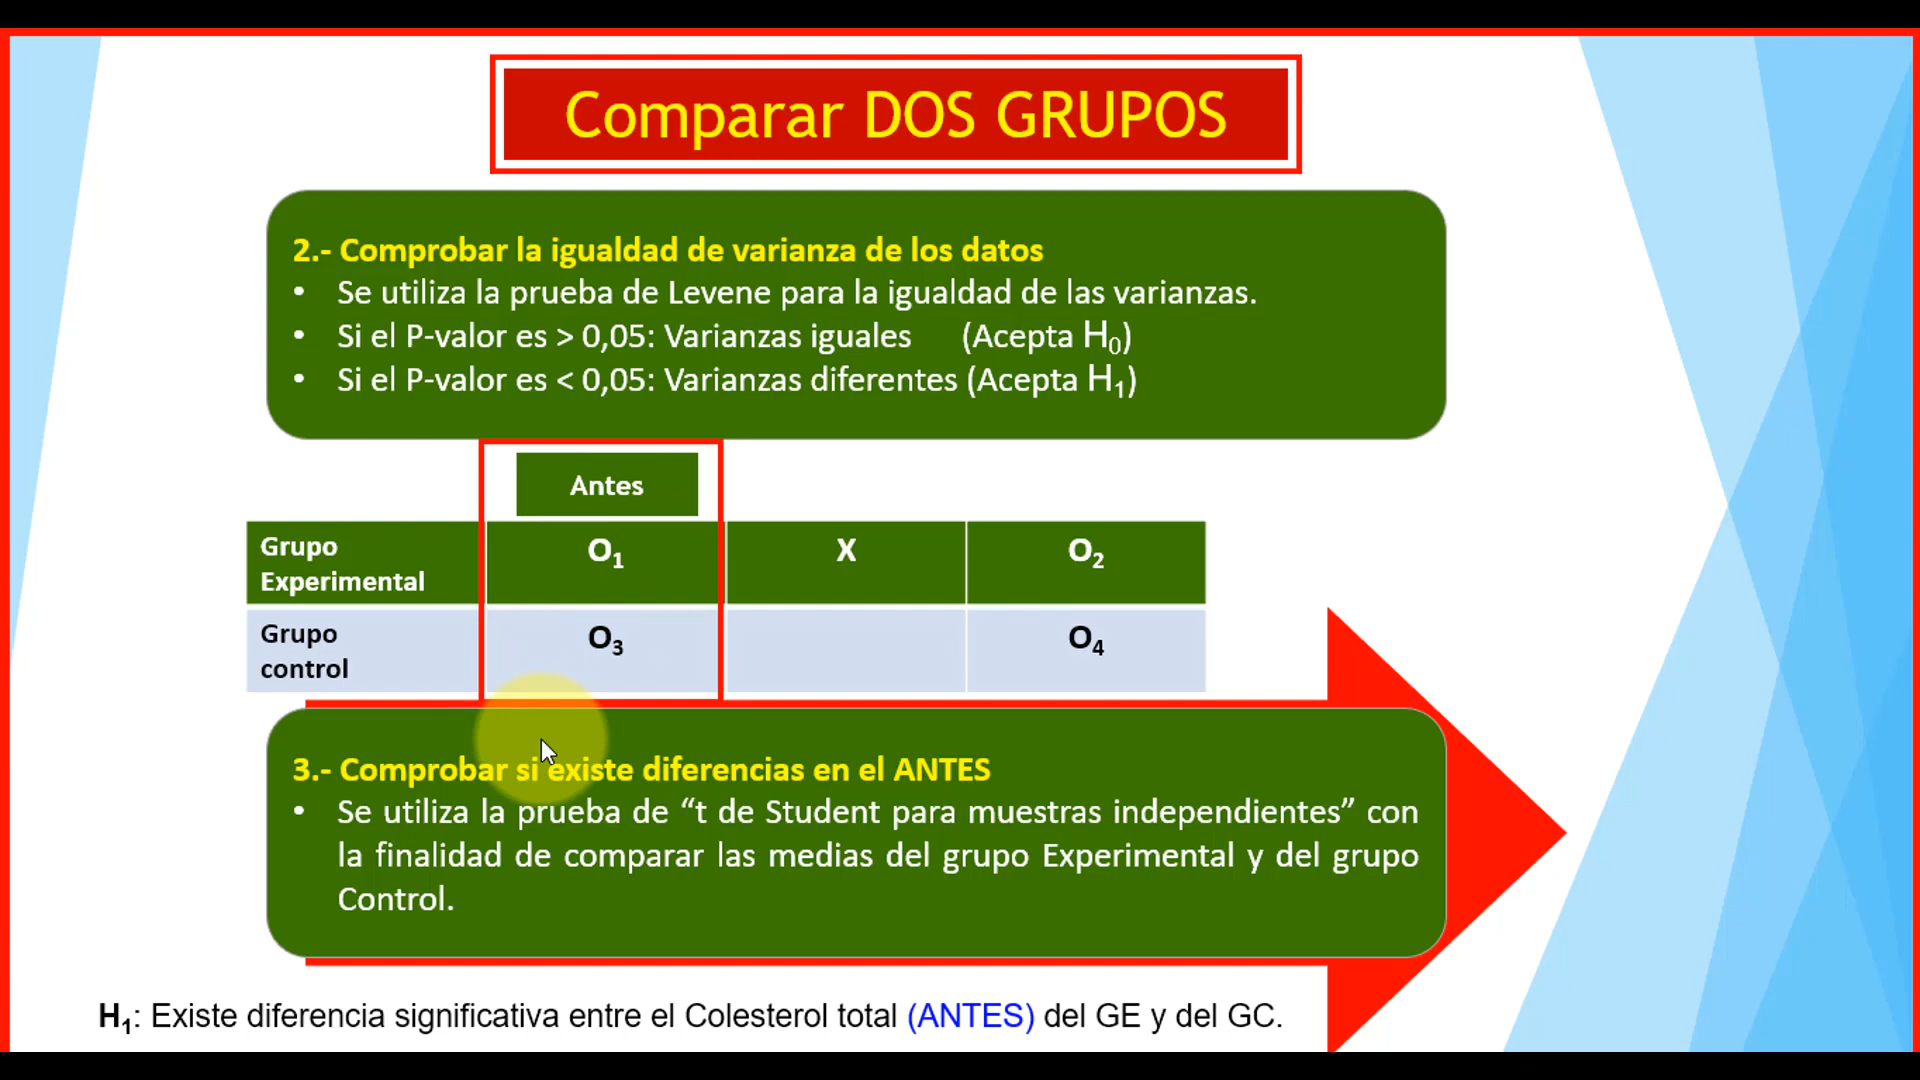 Comparar DOS GRUPOS
2.- Comprobar la igualdad de varianza de los datos
• Se utiliza la prueba de Levene para la igualdad de las varianzas.
• Si el P-valor es > 0,05: Varianzas iguales (Acepta H₀)
• Si el P-valor es < 0,05: Varianzas diferentes (Acepta H₁)
Antes
Grupo
Experimental
O₁
X
O₂
Grupo
control
O₃
O₄
3.- Comprobar si existe diferencias en el ANTES
• Se utiliza la prueba de “t de Student para muestras independientes” con
la finalidad de comparar las medias del grupo Experimental y del grupo
Control.
H₁: Existe diferencia significativa entre el Colesterol total (ANTES) del GE y del GC.